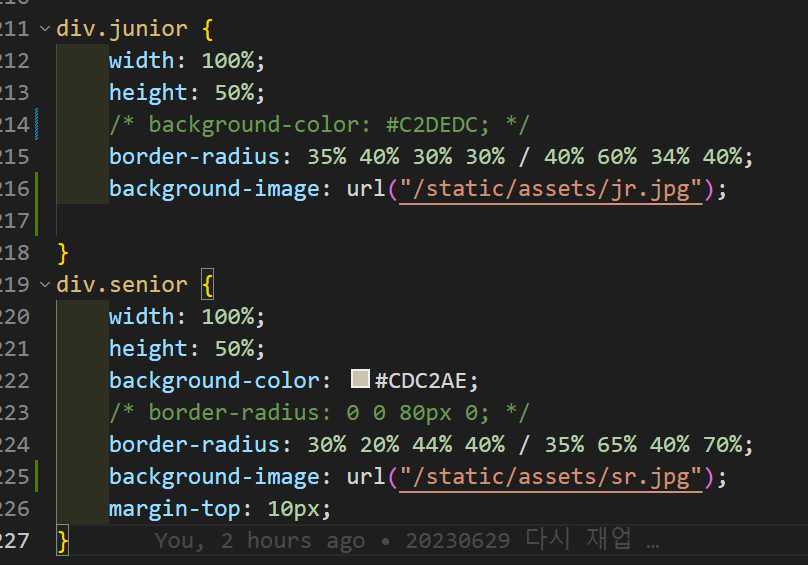 211 div.junior {
212 width: 100%;
213 height: 50%;
214 /* background-color: #C2DEDC; */
215 border-radius: 35% 40% 30% 30% / 40% 60% 34% 40%;
216 background-image: url("/static/assets/jr.jpg");
217
218 }
219 div.senior {
220 width: 100%;
221 height: 50%;
222 background-color: #CDC2AE;
223 /* border-radius: 0 0 80px 0; */
224 border-radius: 30% 20% 44% 40% / 35% 65% 40% 70%;
225 background-image: url("/static/assets/sr.jpg");
226 margin-top: 10px;
227 } You, 2 hours ago • 20230629 다시 재업 …